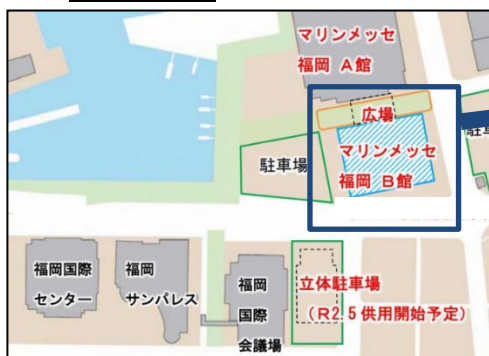 マリンメッセ
福岡 A館
広場
マリンメッセ
福岡 B館
駐車場
駐車
福岡国際
センター
福岡
サンパレス
福岡
国際
会議場
立体駐車場
(R2.5 供用開始予定)